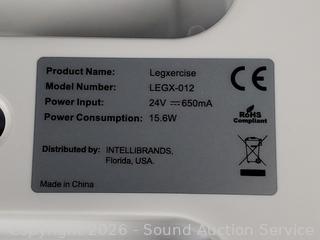 Product Name: Legxercise
Model Number: LEGX-012
Power Input: 24V ⎓ 650mA
Power Consumption: 15.6W
CE
RoHS
Compliant
Distributed by: INTELLIBRANDS,
Florida, USA.
Made in China
Copyright 2026 - Sound Auction Service